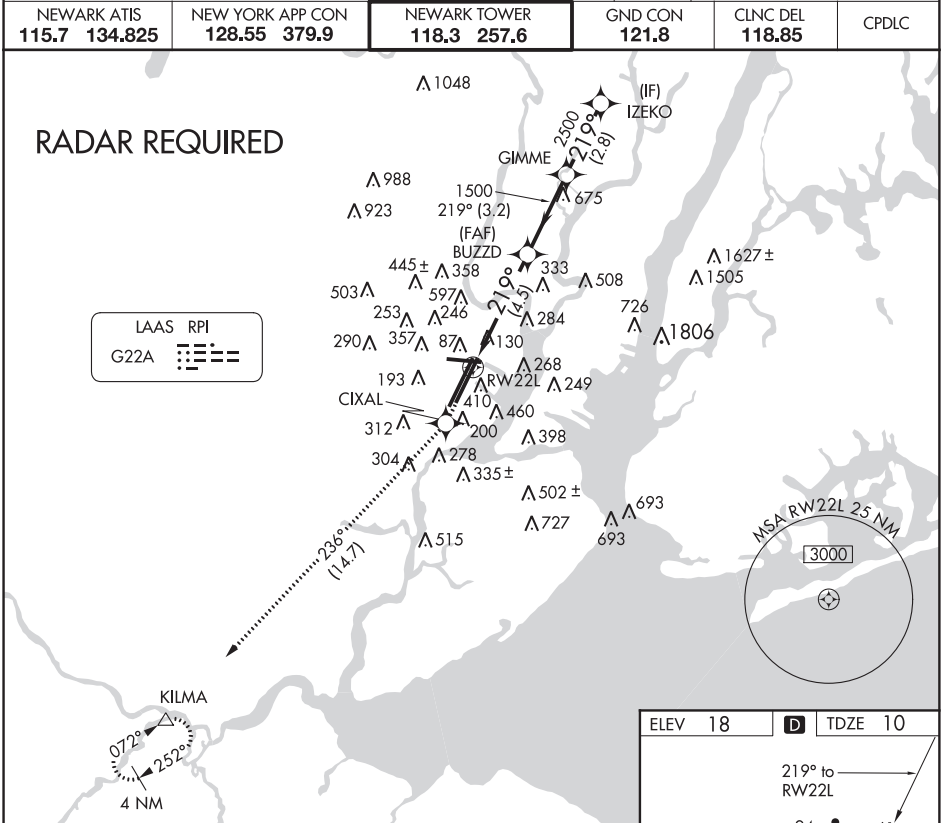 NEWARK ATIS
115.7 134.825
NEW YORK APP CON
128.55 379.9
NEWARK TOWER
118.3 257.6
GND CON
121.8
CLNC DEL
118.85
CPDLC
RADAR REQUIRED
1048
(IF)
IZEKO
2500
219°
(2.8)
GIMME
988
923
1500
219° (3.2)
675
(FAF)
BUZZD
1627 ±
1505
445 ±
358
333
508
503
597
219°
(4.5)
253
246
284
726
1806
LAAS RPI
G22A
290
357
87
130
268
193
RW22L
249
CIXAL
410
460
312
200
398
304
278
335 ±
502 ±
727
693
693
515
236°
(14.7)
MSA RW22L 25 NM
3000
KILMA
072°
252°
4 NM
ELEV 18
D
TDZE 10
219° to
RW22L